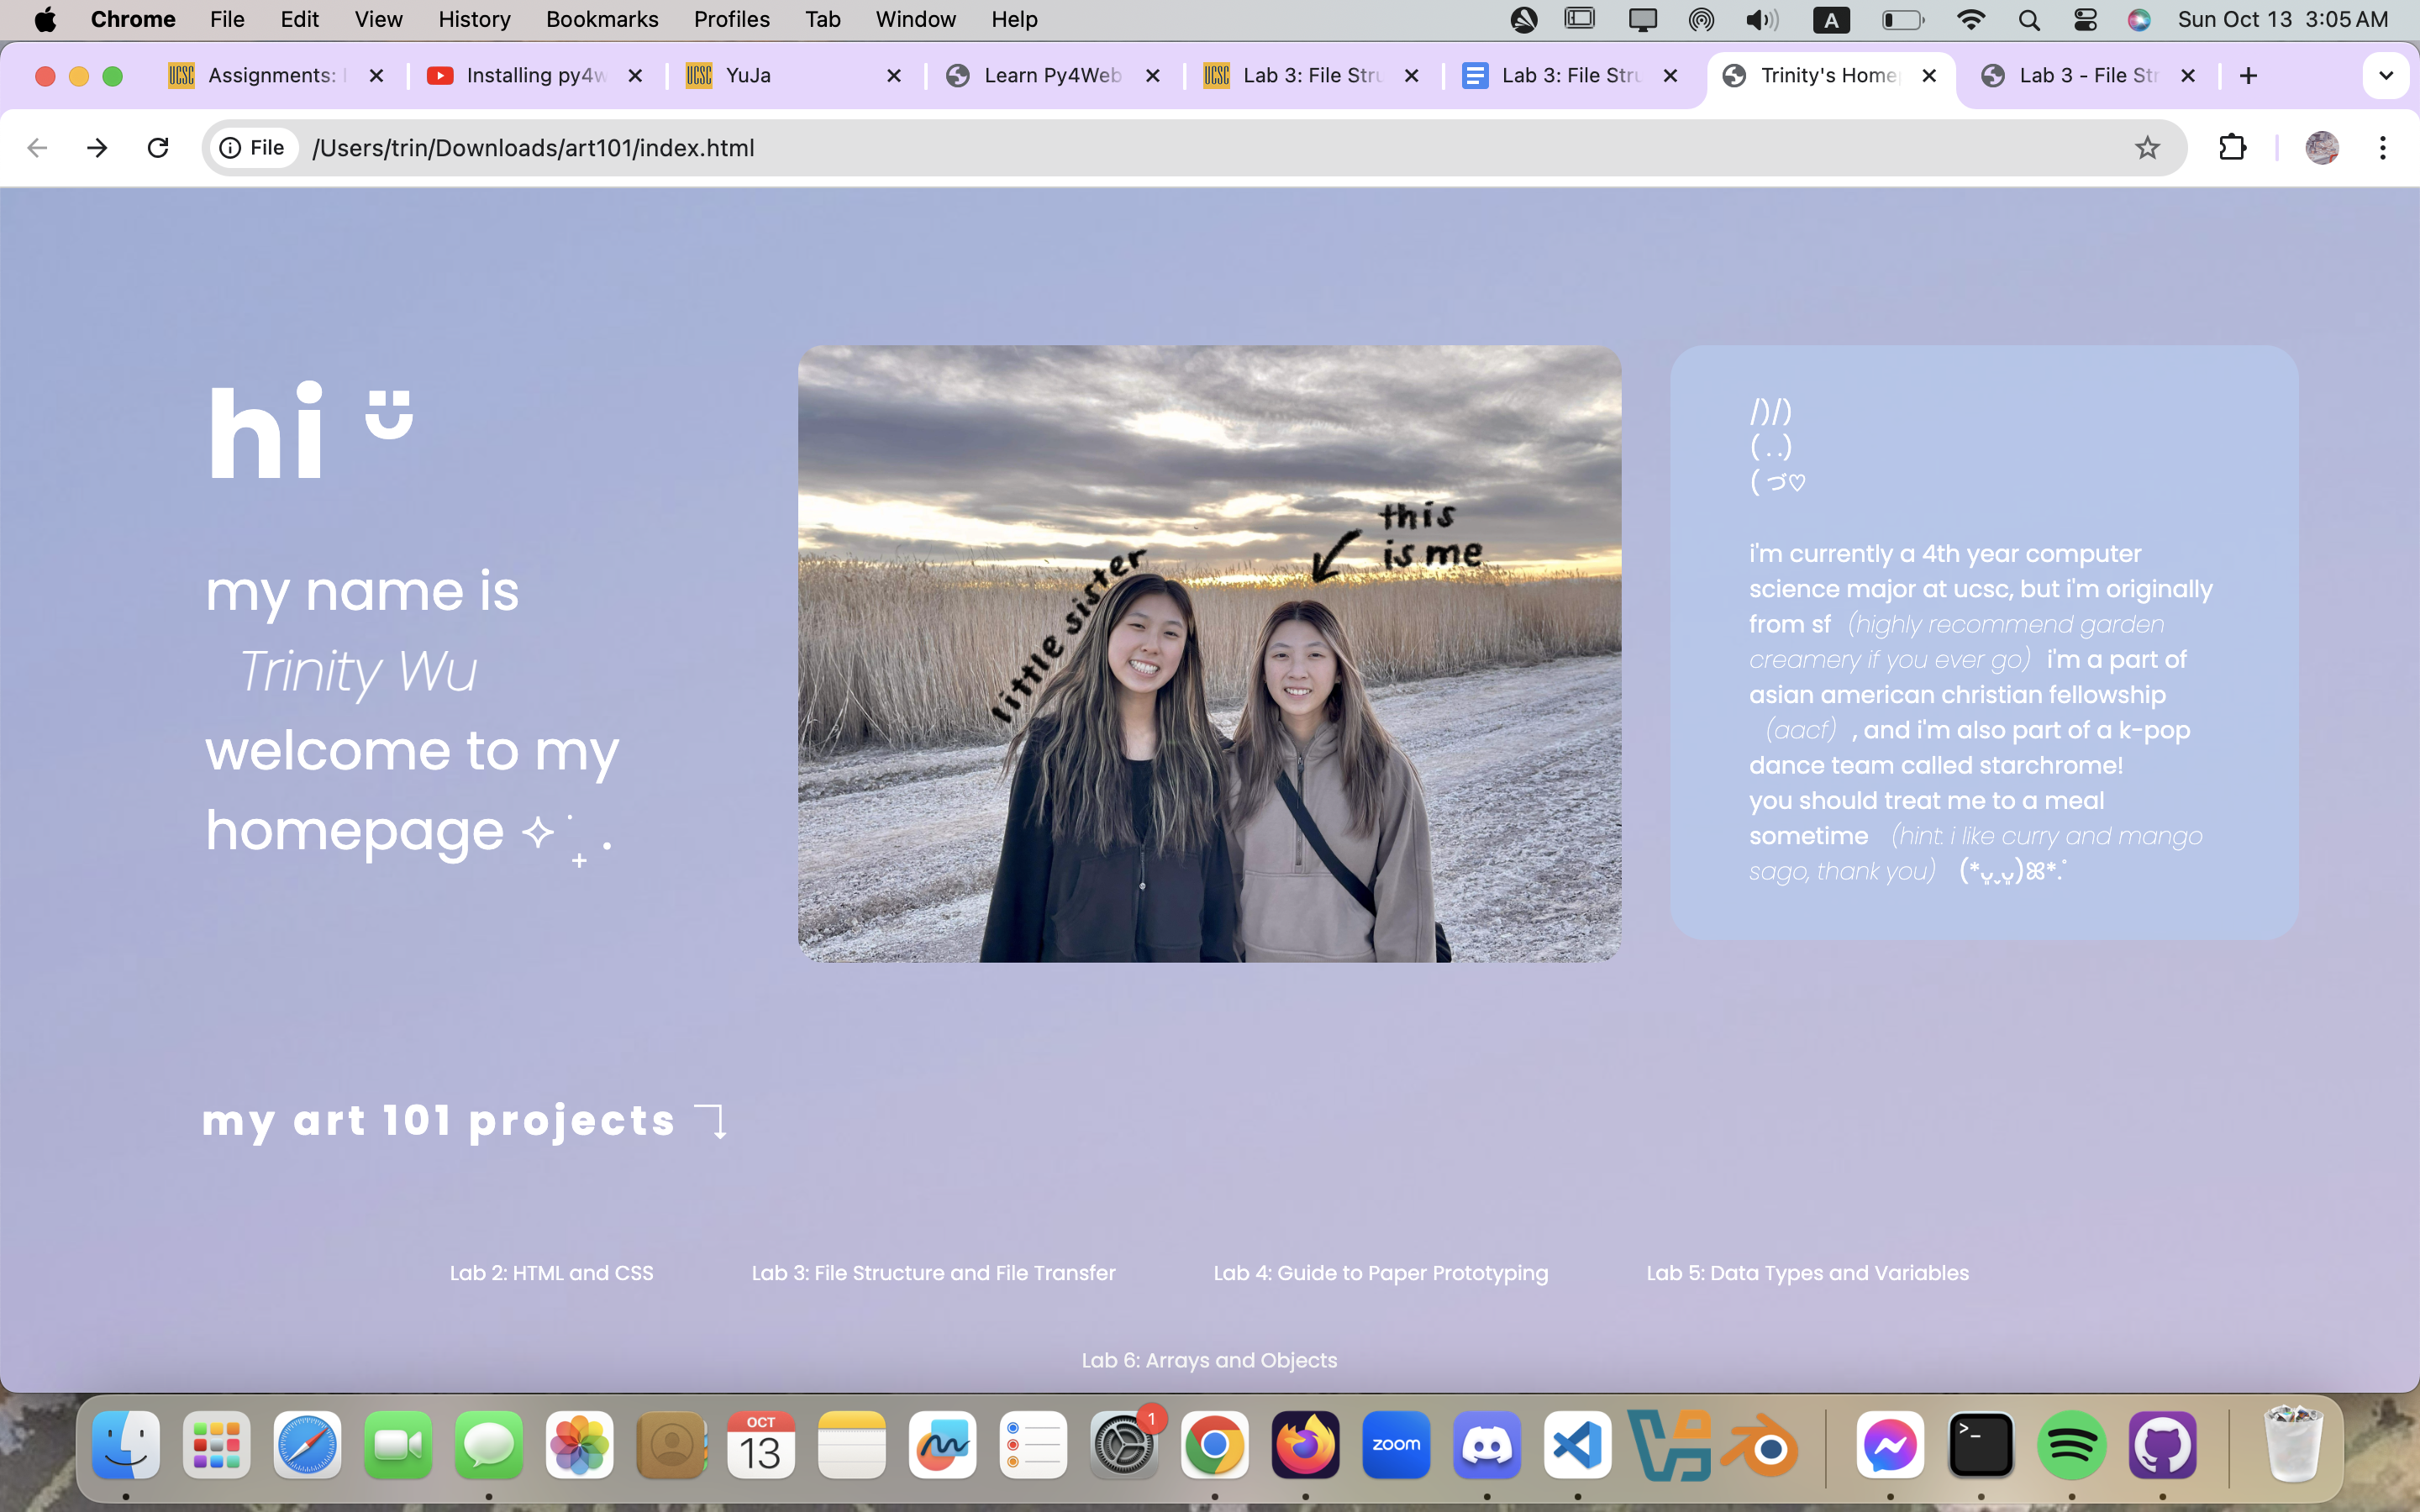 Chrome File Edit View History Bookmarks Profiles Tab Window Help A Sun Oct 13 3:05 AM
UCSC Assignments: UCSC Installing py4w UCSC YuJa Learn Py4Web UCSC Lab 3: File Stru Lab 3: File Stru Trinity's Home Lab 3 - File Str
File /Users/trin/Downloads/art101/index.html
hi
my name is
Trinity Wu
welcome to my
homepage ✧ ⁺ .
this
is me
little sister
/)/)
( . .)
( づ♡
i'm currently a 4th year computer
science major at ucsc, but i'm originally
from sf (highly recommend garden
creamery if you ever go) i'm a part of
asian american christian fellowship
(aacf) , and i'm also part of a k-pop
dance team called starchrome!
you should treat me to a meal
sometime (hint: i like curry and mango
sago, thank you) (*ᴗ͈ˬᴗ͈)ꕤ*.ﾟ
my art 101 projects
Lab 2: HTML and CSS Lab 3: File Structure and File Transfer Lab 4: Guide to Paper Prototyping Lab 5: Data Types and Variables
Lab 6: Arrays and Objects
OCT
13
1
zoom
>_